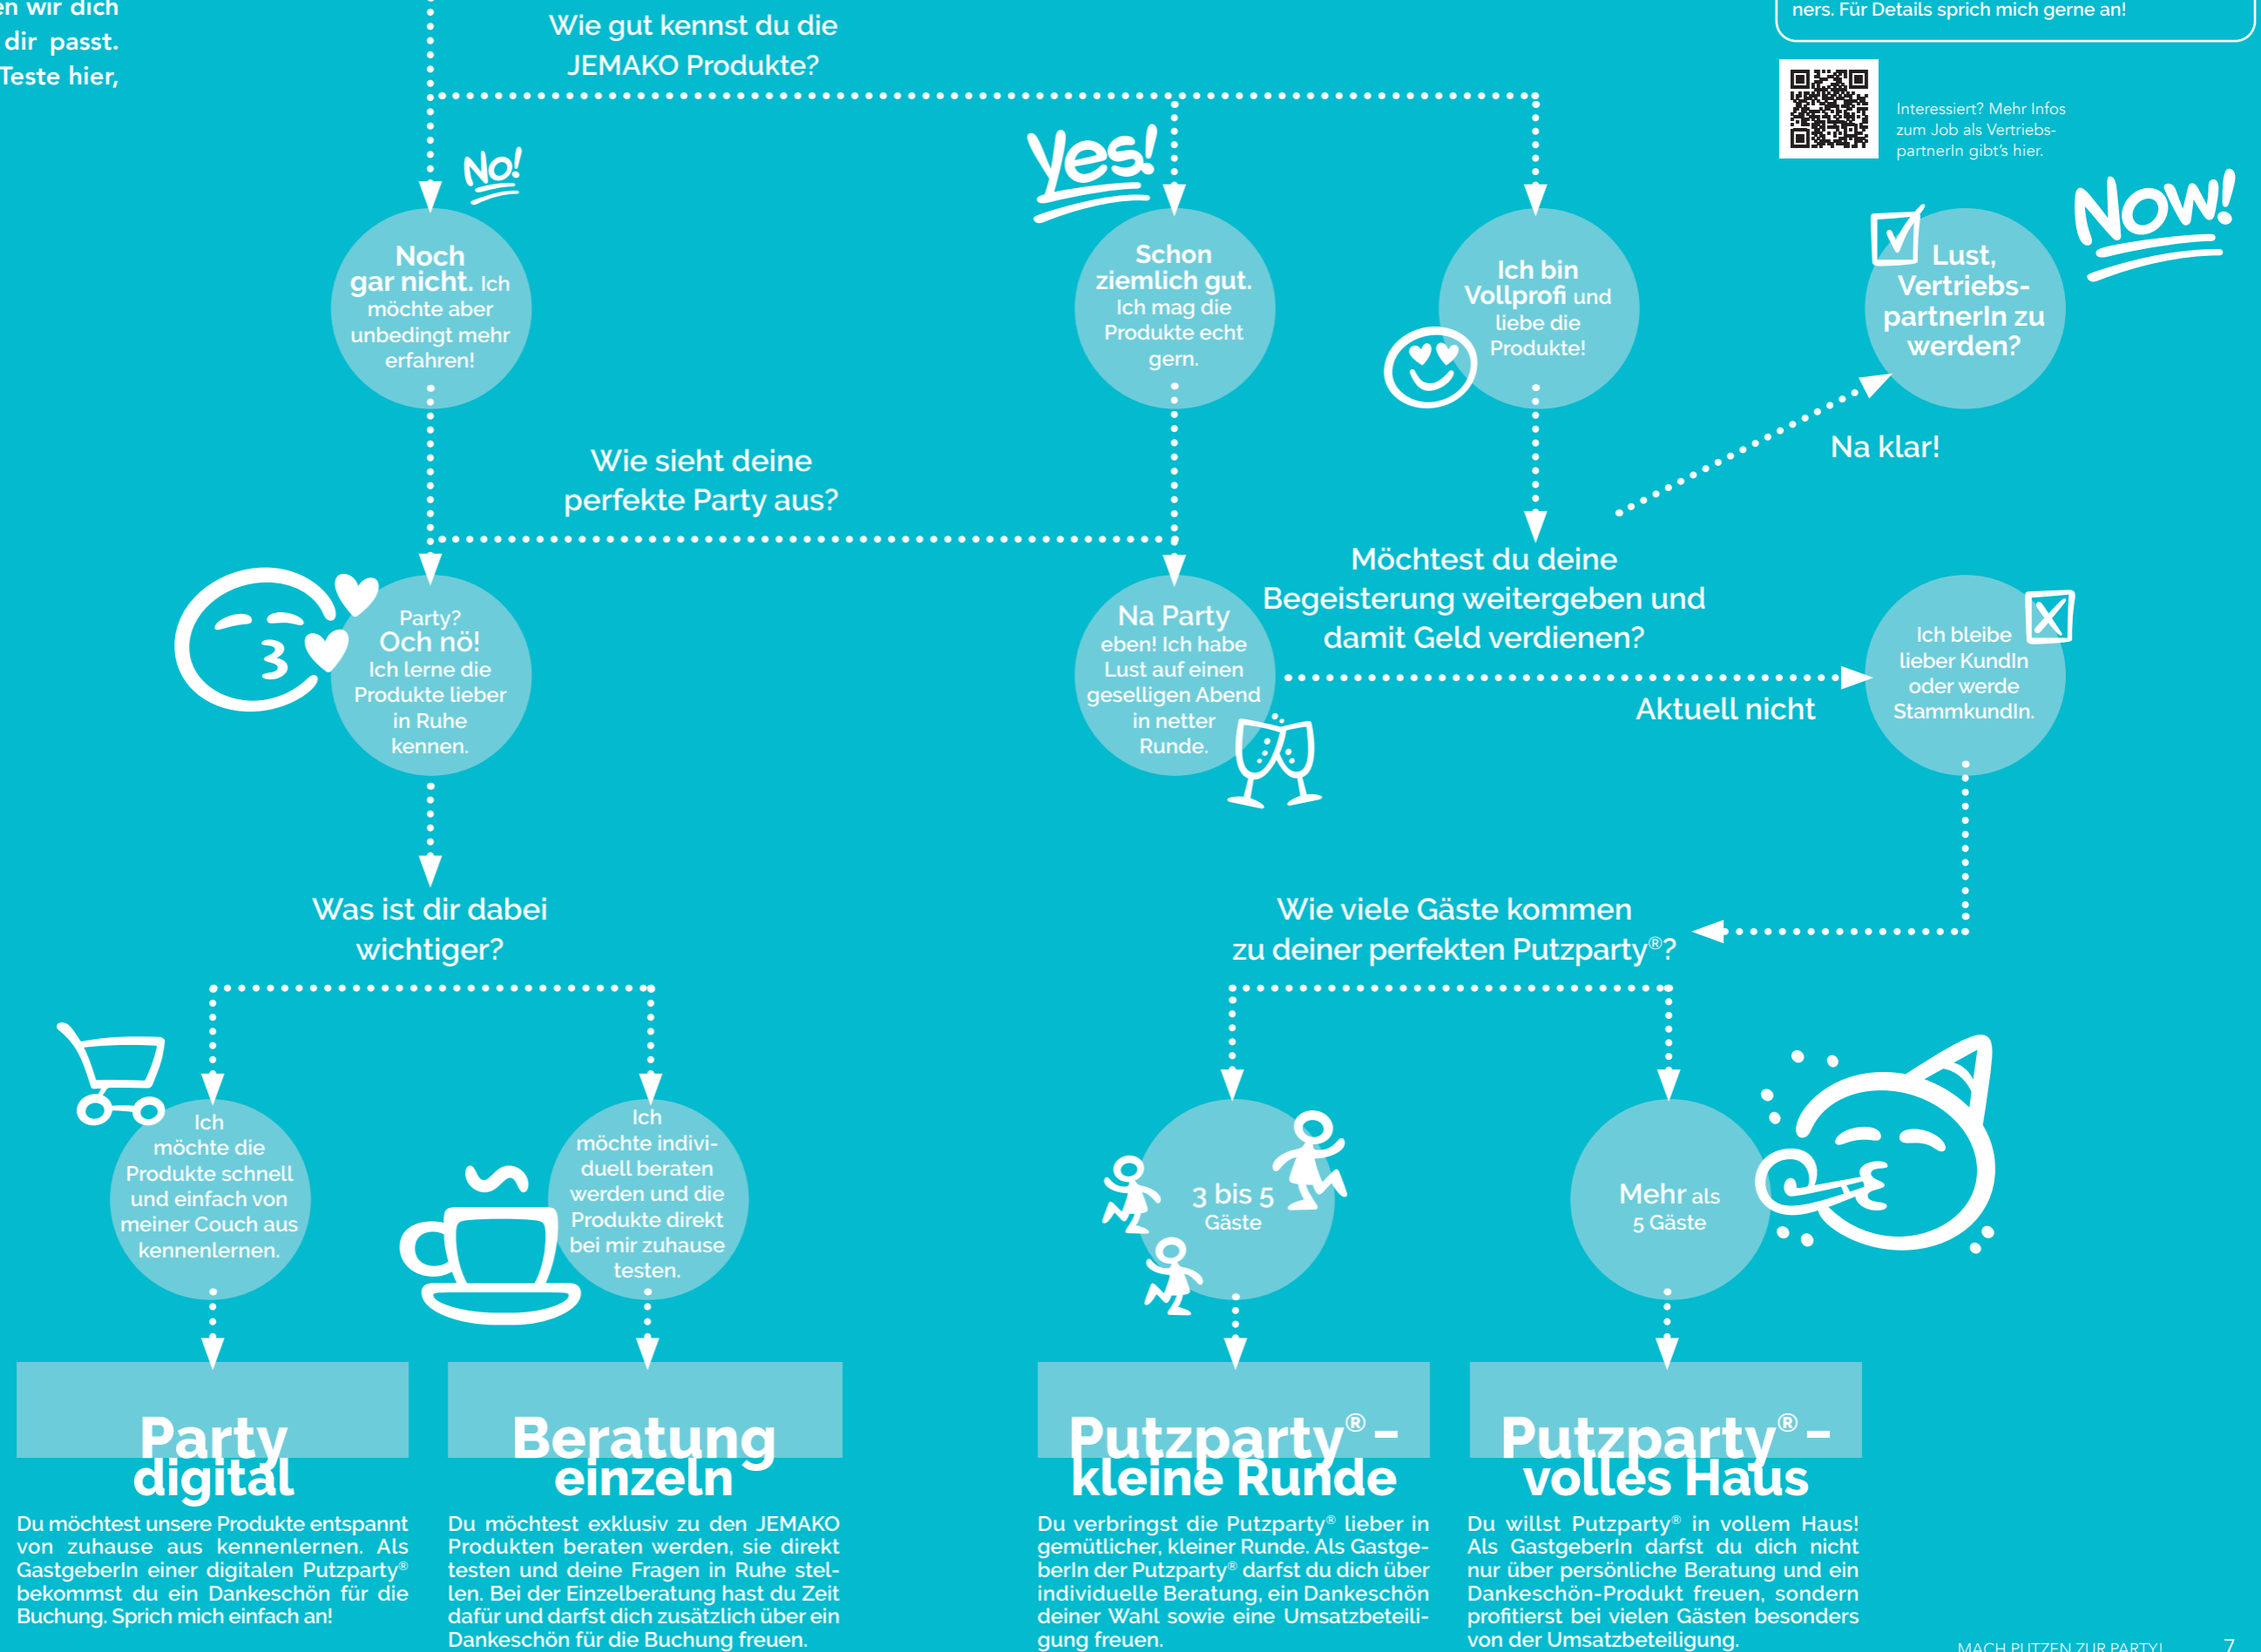 en wir dich
dir passt.
Teste hier,
Wie gut kennst du die
JEMAKO Produkte?
ners. Für Details sprich mich gerne an!
Interessiert? Mehr Infos
zum Job als Vertriebs-
partnerIn gibt's hier.
No!
Yes!
Now!
Noch
gar nicht. Ich
möchte aber
unbedingt mehr
erfahren!
Schon
ziemlich gut.
Ich mag die
Produkte echt
gern.
Ich bin
Vollprofi und
liebe die
Produkte!
Lust,
Vertriebs-
partnerIn zu
werden?
Na klar!
Wie sieht deine
perfekte Party aus?
Möchtest du deine
Begeisterung weitergeben und
damit Geld verdienen?
Aktuell nicht
Party?
Och nö!
Ich lerne die
Produkte lieber
in Ruhe
kennen.
Na Party
eben! Ich habe
Lust auf einen
geselligen Abend
in netter
Runde.
Ich bleibe
lieber KundIn
oder werde
StammkundIn.
Was ist dir dabei
wichtiger?
Wie viele Gäste kommen
zu deiner perfekten Putzparty®?
Ich
möchte die
Produkte schnell
und einfach von
meiner Couch aus
kennenlernen.
Ich
möchte indivi-
duell beraten
werden und die
Produkte direkt
bei mir zuhause
testen.
3 bis 5
Gäste
Mehr als
5 Gäste
Party
digital
Du möchtest unsere Produkte entspannt
von zuhause aus kennenlernen. Als
GastgeberIn einer digitalen Putzparty®
bekommst du ein Dankeschön für die
Buchung. Sprich mich einfach an!
Beratung
einzeln
Du möchtest exklusiv zu den JEMAKO
Produkten beraten werden, sie direkt
testen und deine Fragen in Ruhe stel-
len. Bei der Einzelberatung hast du Zeit
dafür und darfst dich zusätzlich über ein
Dankeschön für die Buchung freuen.
Putzparty® –
kleine Runde
Du verbringst die Putzparty® lieber in
gemütlicher, kleiner Runde. Als Gastge-
berIn der Putzparty® darfst du dich über
individuelle Beratung, ein Dankeschön
deiner Wahl sowie eine Umsatzbeteili-
gung freuen.
Putzparty® –
volles Haus
Du willst Putzparty® in vollem Haus!
Als GastgeberIn darfst du dich nicht
nur über persönliche Beratung und ein
Dankeschön-Produkt freuen, sondern
profitierst bei vielen Gästen besonders
von der Umsatzbeteiligung.
MACH PUTZEN ZUR PARTY! 7